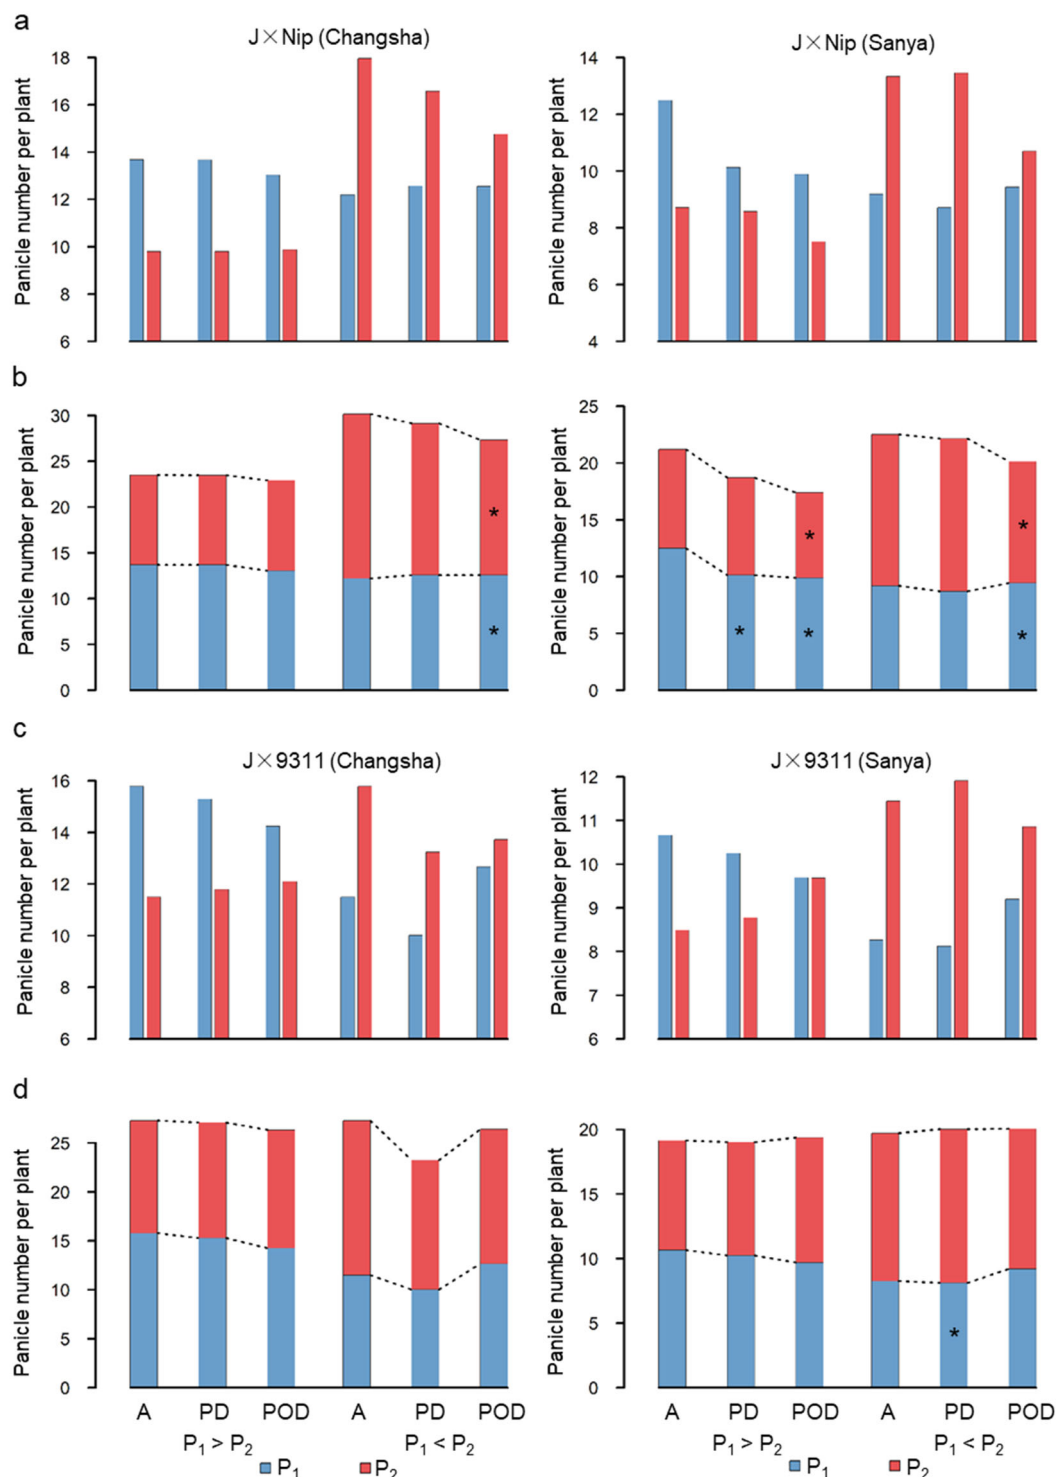 a
J×Nip (Changsha)
J×Nip (Sanya)
Panicle number per plant
18
16
14
12
10
8
6
Panicle number per plant
14
12
10
8
6
4
b
Panicle number per plant
30
25
20
15
10
5
0
*
*
Panicle number per plant
25
20
15
10
5
0
*
*
*
*
*
c
J×9311 (Changsha)
J×9311 (Sanya)
Panicle number per plant
16
14
12
10
8
6
Panicle number per plant
12
11
10
9
8
7
6
d
Panicle number per plant
25
20
15
10
5
0
Panicle number per plant
20
15
10
5
0
*
A PD POD A PD POD
P₁ > P₂ P₁ < P₂
P₁ P₂
A PD POD A PD POD
P₁ > P₂ P₁ < P₂
P₁ P₂